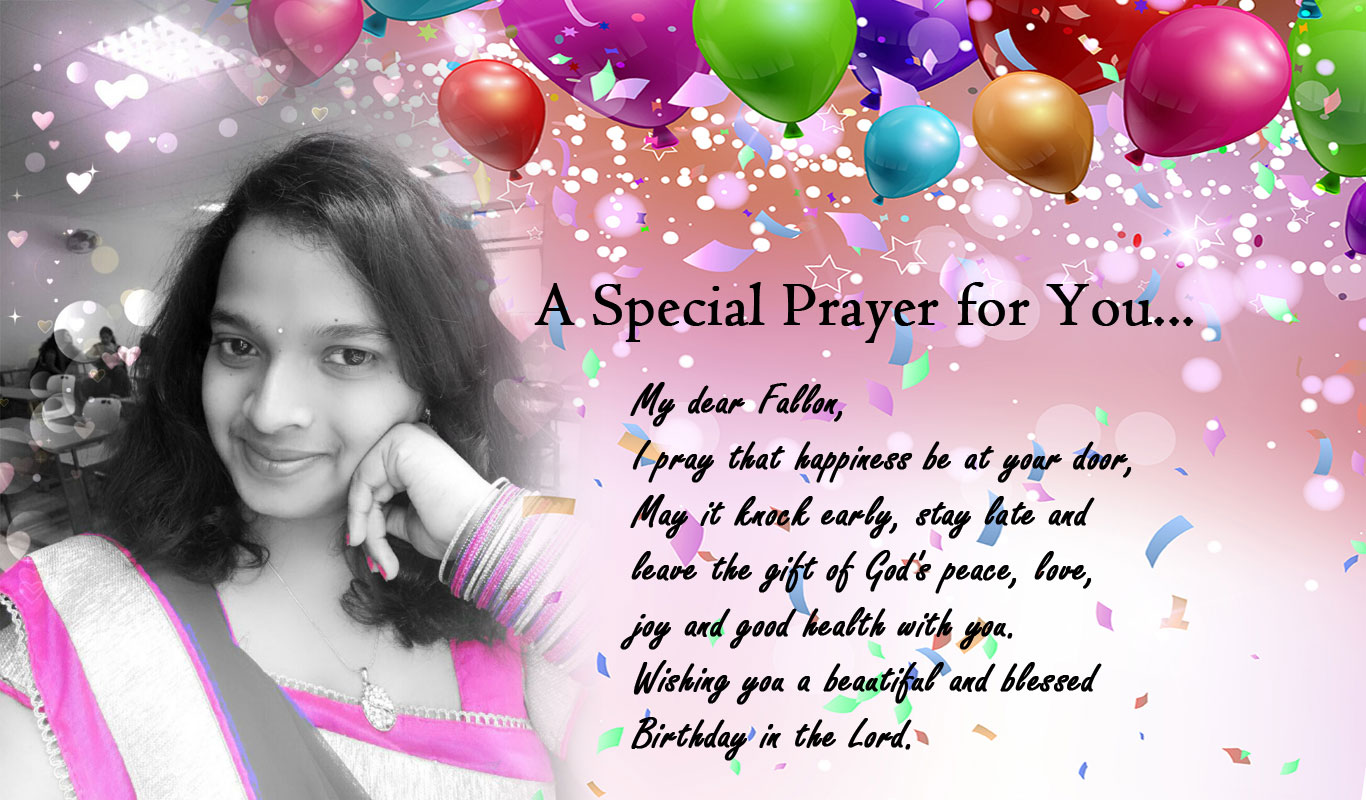 A Special Prayer for You...
My dear Fallon,
I pray that happiness be at your door,
May it knock early, stay late and
leave the gift of God's peace, love,
joy and good health with you.
Wishing you a beautiful and blessed
Birthday in the Lord.